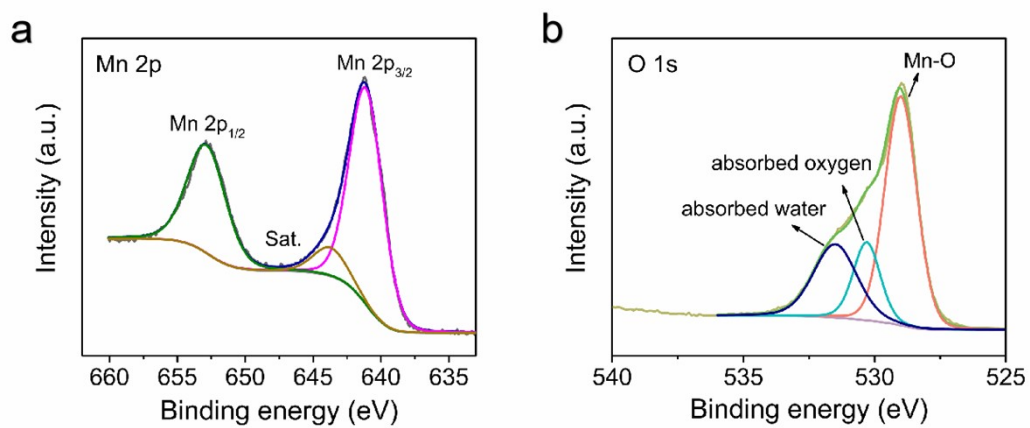 a
Mn 2p
Mn 2p3/2
Mn 2p1/2
Sat.
Intensity (a.u.)
660 655 650 645 640 635
Binding energy (eV)
b
O 1s
Mn-O
absorbed oxygen
absorbed water
Intensity (a.u.)
540 535 530 525
Binding energy (eV)